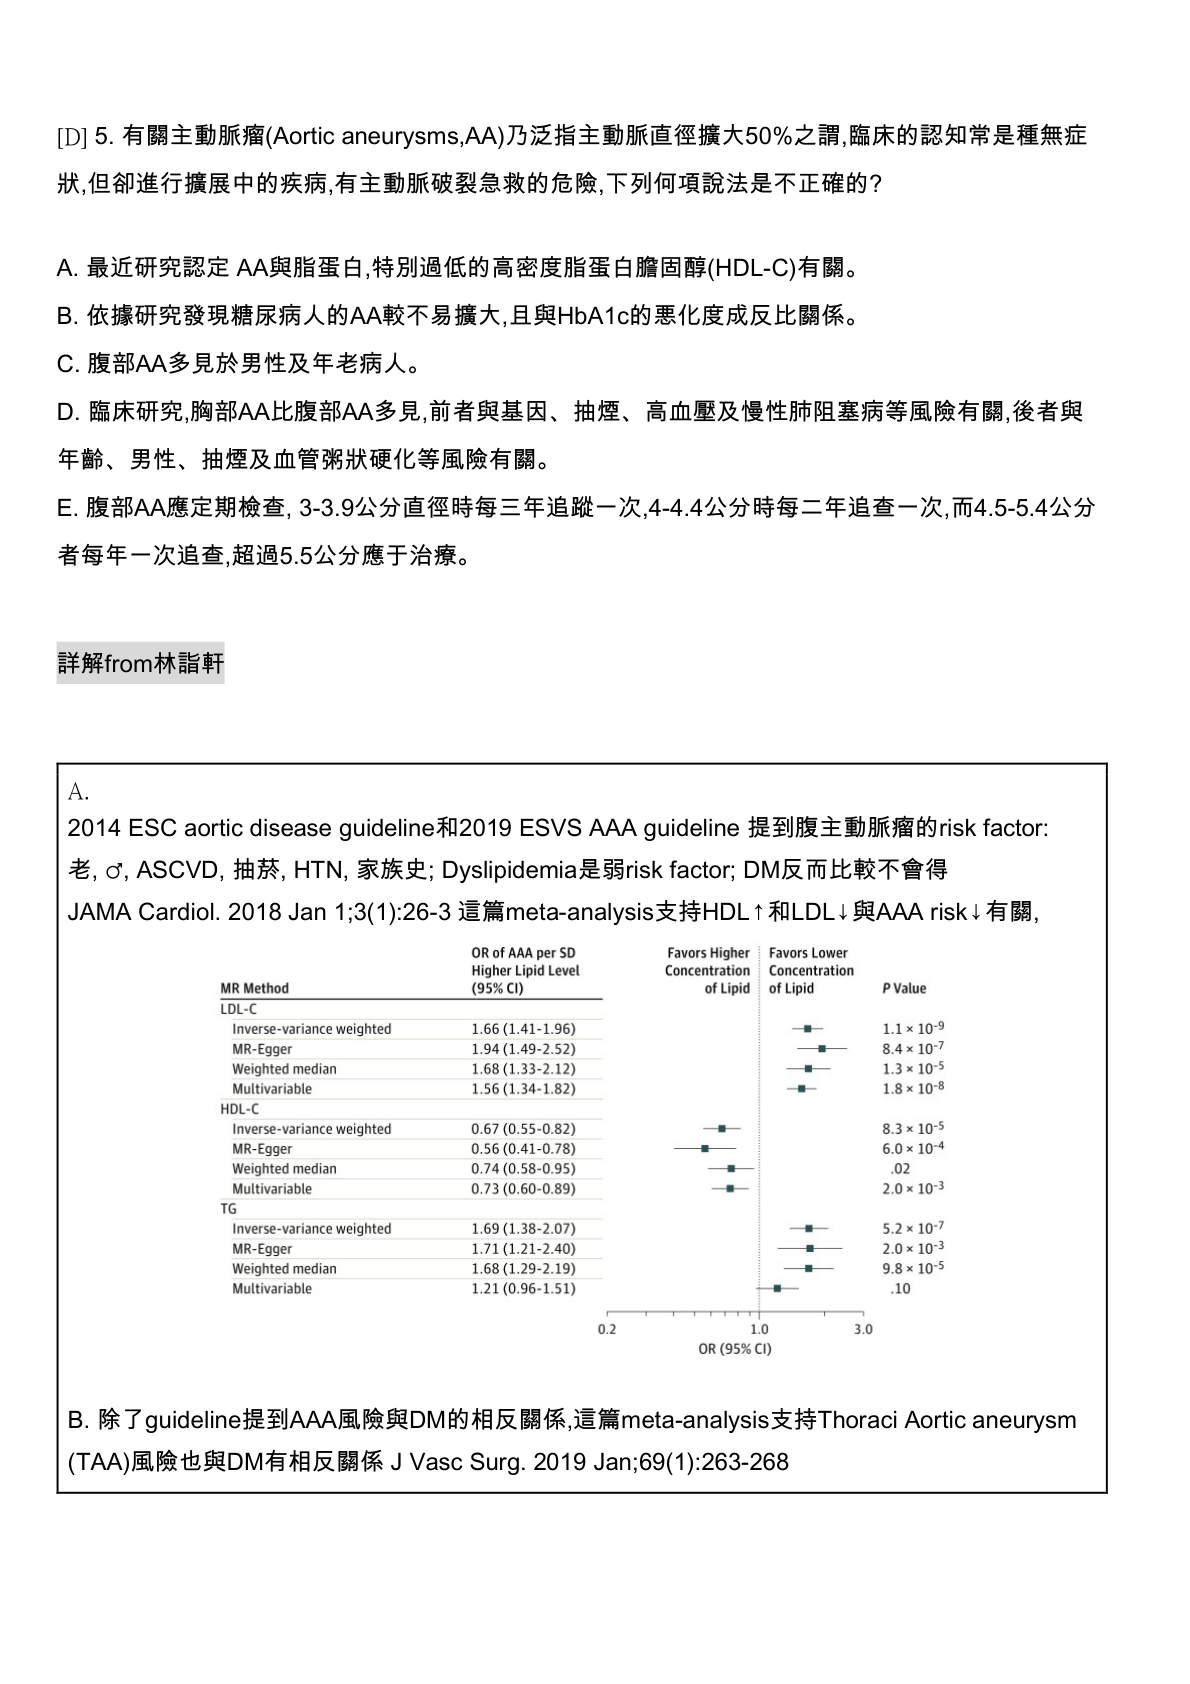 [D] 5. 有關主動脈瘤(Aortic aneurysms,AA)乃泛指主動脈直徑擴大50%之謂,臨床的認知常是種無症
狀,但卻進行擴展中的疾病,有主動脈破裂急救的危險,下列何項說法是不正確的?
A. 最近研究認定 AA與脂蛋白,特別過低的高密度脂蛋白膽固醇(HDL-C)有關。
B. 依據研究發現糖尿病人的AA較不易擴大,且與HbA1c的悪化度成反比關係。
C. 腹部AA多見於男性及年老病人。
D. 臨床研究,胸部AA比腹部AA多見,前者與基因、抽煙、高血壓及慢性肺阻塞病等風險有關,後者與
年齡、男性、抽煙及血管粥狀硬化等風險有關。
E. 腹部AA應定期檢查, 3-3.9公分直徑時每三年追蹤一次,4-4.4公分時每二年追查一次,而4.5-5.4公分
者每年一次追查,超過5.5公分應于治療。
詳解from林詣軒
A.
2014 ESC aortic disease guideline和2019 ESVS AAA guideline 提到腹主動脈瘤的risk factor:
老, ♂, ASCVD, 抽菸, HTN, 家族史; Dyslipidemia是弱risk factor; DM反而比較不會得
JAMA Cardiol. 2018 Jan 1;3(1):26-3 這篇meta-analysis支持HDL↑和LDL↓與AAA risk↓有關,
MR Method OR of AAA per SD Higher Lipid Level (95% CI) Favors Higher Concentration of Lipid Favors Lower Concentration of Lipid P Value
LDL-C
Inverse-variance weighted 1.66 (1.41-1.96) 1.1 × 10⁻⁹
MR-Egger 1.94 (1.49-2.52) 8.4 × 10⁻⁷
Weighted median 1.68 (1.33-2.12) 1.3 × 10⁻⁵
Multivariable 1.56 (1.34-1.82) 1.8 × 10⁻⁸
HDL-C
Inverse-variance weighted 0.67 (0.55-0.82) 8.3 × 10⁻⁵
MR-Egger 0.56 (0.41-0.78) 6.0 × 10⁻⁴
Weighted median 0.74 (0.58-0.95) .02
Multivariable 0.73 (0.60-0.89) 2.0 × 10⁻³
TG
Inverse-variance weighted 1.69 (1.38-2.07) 5.2 × 10⁻⁷
MR-Egger 1.71 (1.21-2.40) 2.0 × 10⁻³
Weighted median 1.68 (1.29-2.19) 9.8 × 10⁻⁵
Multivariable 1.21 (0.96-1.51) .10
0.2 1.0 3.0
OR (95% CI)
B. 除了guideline提到AAA風險與DM的相反關係,這篇meta-analysis支持Thoraci Aortic aneurysm
(TAA)風險也與DM有相反關係 J Vasc Surg. 2019 Jan;69(1):263-268